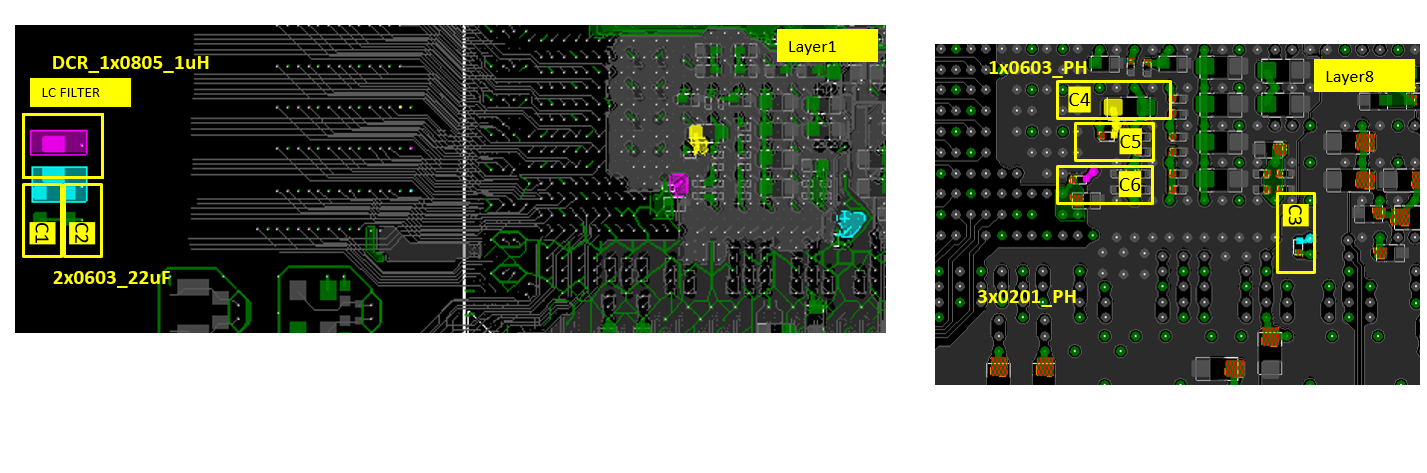 Layer1
DCR_1x0805_1uH
LC FILTER
C1
C2
2x0603_22uF
1x0603_PH
Layer8
C4
C5
C6
C3
3x0201_PH